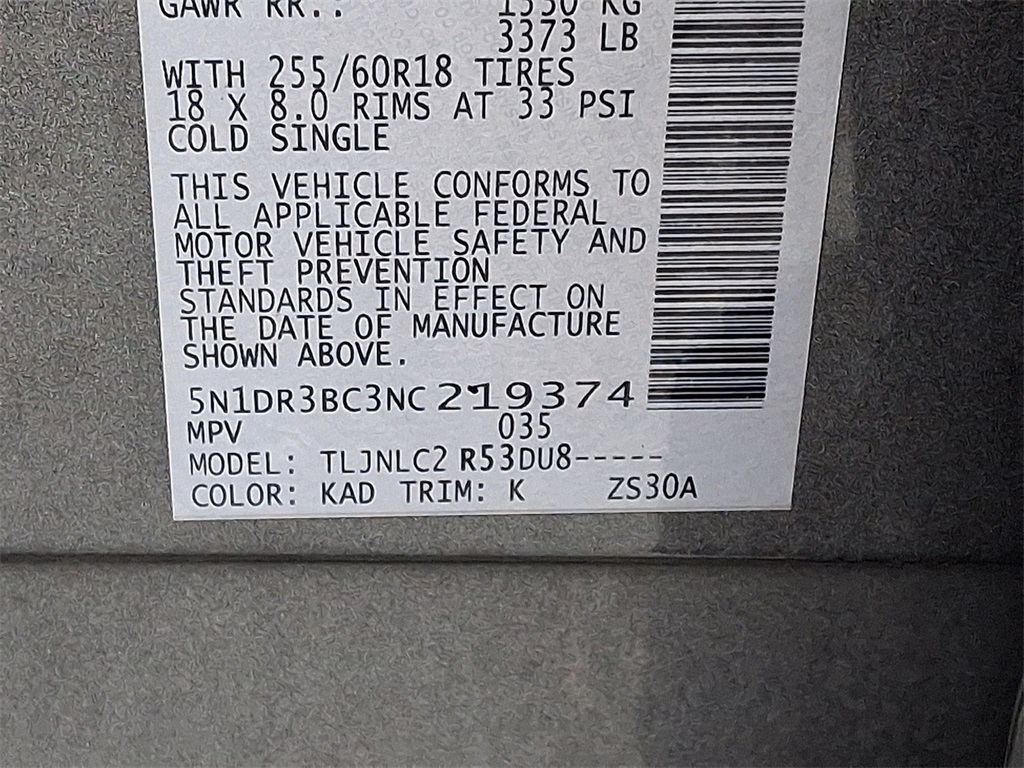 GAWR RR.: 1530 KG
3373 LB
WITH 255/60R18 TIRES
18 X 8.0 RIMS AT 33 PSI
COLD SINGLE
THIS VEHICLE CONFORMS TO
ALL APPLICABLE FEDERAL
MOTOR VEHICLE SAFETY AND
THEFT PREVENTION
STANDARDS IN EFFECT ON
THE DATE OF MANUFACTURE
SHOWN ABOVE.
5N1DR3BC3NC219374
MPV 035
MODEL: TLJNLC2 R53DU8-----
COLOR: KAD TRIM: K ZS30A